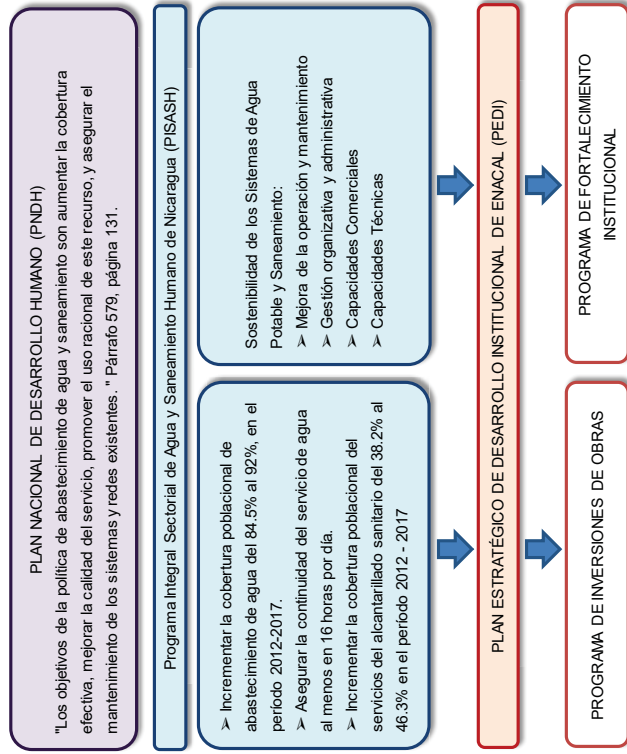 PLAN NACIONAL DE DESARROLLO HUMANO (PNDH)
"Los objetivos de la política de abastecimiento de agua y saneamiento son aumentar la cobertura
efectiva, mejorar la calidad del servicio, promover el uso racional de este recurso, y asegurar el
mantenimiento de los sistemas y redes existentes. " Párrafo 579, página 131.
Programa Integral Sectorial de Agua y Saneamiento Humano de Nicaragua (PISASH)
➢ Incrementar la cobertura poblacional de
abastecimiento de agua del 84.5% al 92%, en el
período 2012-2017.
➢ Asegurar la continuidad del servicio de agua
al menos en 16 horas por día.
➢ Incrementar la cobertura poblacional del
servicios del alcantarillado sanitario del 38.2% al
46.3% en el período 2012 - 2017
Sostenibilidad de los Sistemas de Agua
Potable y Saneamiento:
➢ Mejora de la operación y mantenimiento
➢ Gestión organizativa y administrativa
➢ Capacidades Comerciales
➢ Capacidades Técnicas
PLAN ESTRATÉGICO DE DESARROLLO INSTITUCIONAL DE ENACAL (PEDI)
PROGRAMA DE INVERSIONES DE OBRAS
PROGRAMA DE FORTALECIMIENTO
INSTITUCIONAL